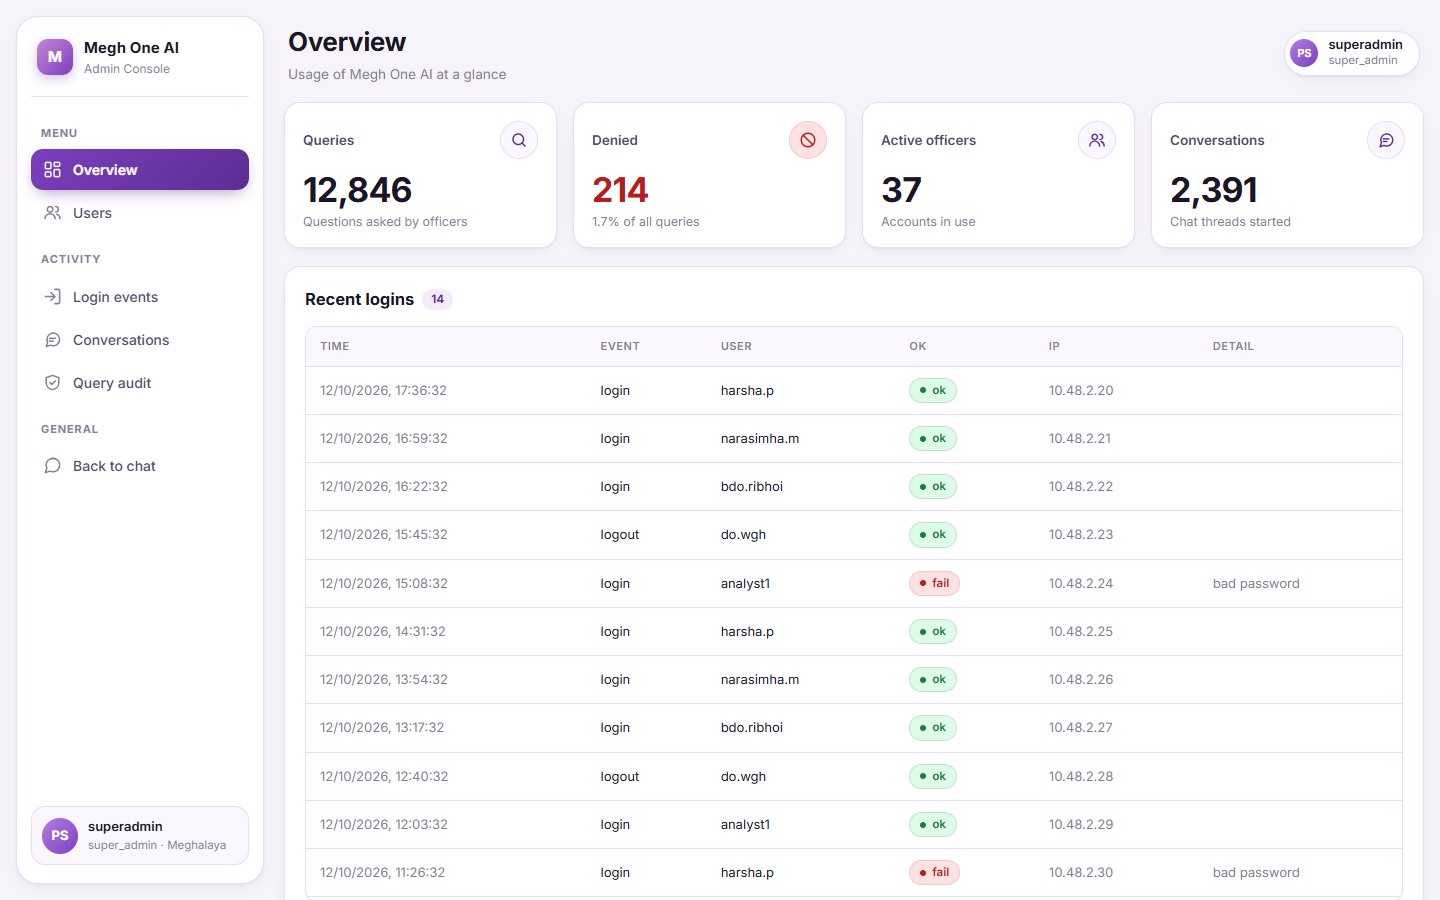 M
Megh One AI
Admin Console
MENU
Overview
Users
ACTIVITY
Login events
Conversations
Query audit
GENERAL
Back to chat
PS
superadmin
super_admin · Meghalaya
Overview
Usage of Megh One AI at a glance
PS
superadmin
super_admin
Queries
12,846
Questions asked by officers
Denied
214
1.7% of all queries
Active officers
37
Accounts in use
Conversations
2,391
Chat threads started
Recent logins 14
TIME EVENT USER OK IP DETAIL
12/10/2026, 17:36:32 login harsha.p ok 10.48.2.20
12/10/2026, 16:59:32 login narasimha.m ok 10.48.2.21
12/10/2026, 16:22:32 login bdo.ribhoi ok 10.48.2.22
12/10/2026, 15:45:32 logout do.wgh ok 10.48.2.23
12/10/2026, 15:08:32 login analyst1 fail 10.48.2.24 bad password
12/10/2026, 14:31:32 login harsha.p ok 10.48.2.25
12/10/2026, 13:54:32 login narasimha.m ok 10.48.2.26
12/10/2026, 13:17:32 login bdo.ribhoi ok 10.48.2.27
12/10/2026, 12:40:32 logout do.wgh ok 10.48.2.28
12/10/2026, 12:03:32 login analyst1 ok 10.48.2.29
12/10/2026, 11:26:32 login harsha.p fail 10.48.2.30 bad password